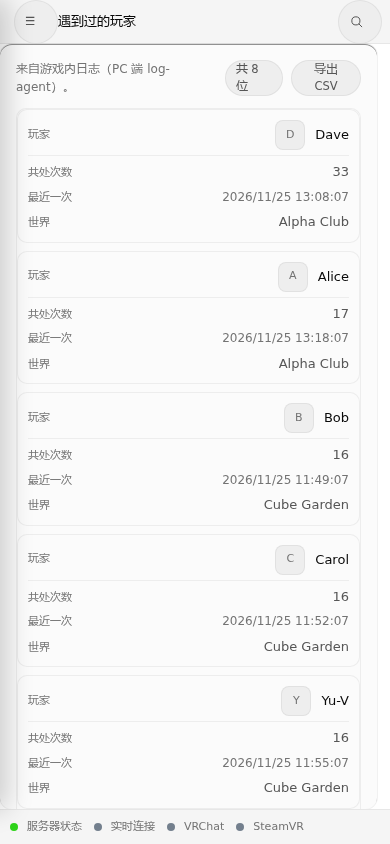 ☰ 遇到过的玩家
来自游戏内日志（PC 端 log-
agent）。
共 8
位
导出
CSV
玩家 D Dave
共处次数 33
最近一次 2026/11/25 13:08:07
世界 Alpha Club
玩家 A Alice
共处次数 17
最近一次 2026/11/25 13:18:07
世界 Alpha Club
玩家 B Bob
共处次数 16
最近一次 2026/11/25 11:49:07
世界 Cube Garden
玩家 C Carol
共处次数 16
最近一次 2026/11/25 11:52:07
世界 Cube Garden
玩家 Y Yu-V
共处次数 16
最近一次 2026/11/25 11:55:07
世界 Cube Garden
服务器状态 实时连接 VRChat SteamVR